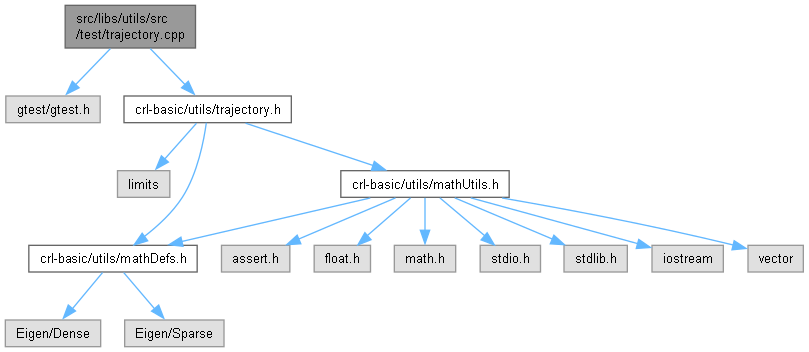 src/libs/utils/src
/test/trajectory.cpp
gtest/gtest.h
crl-basic/utils/trajectory.h
limits
crl-basic/utils/mathUtils.h
crl-basic/utils/mathDefs.h
assert.h
float.h
math.h
stdio.h
stdlib.h
iostream
vector
Eigen/Dense
Eigen/Sparse